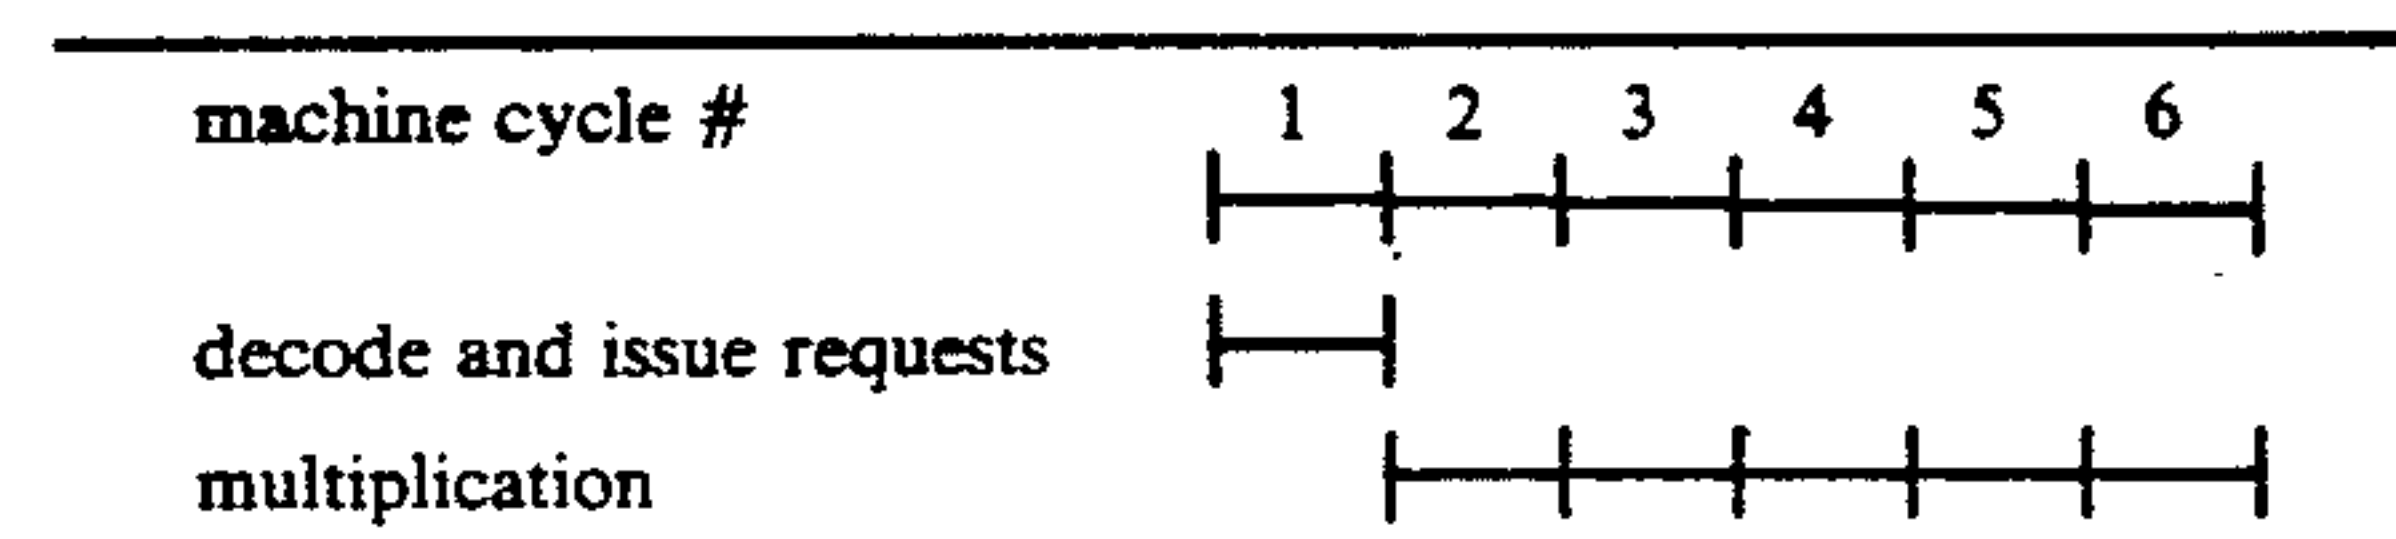 machine cycle # 1 2 3 4 5 6
decode and issue requests
multiplication